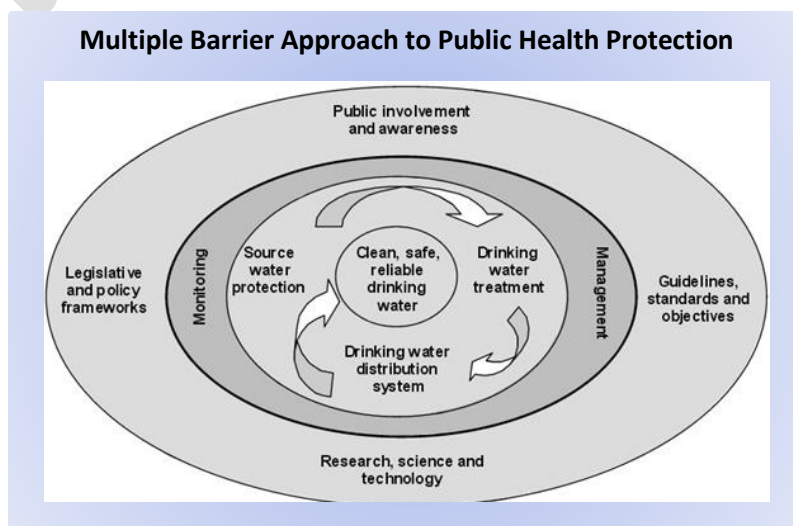 Multiple Barrier Approach to Public Health Protection
Public involvement
and awareness
Legislative
and policy
frameworks
Monitoring
Source
water
protection
Clean, safe,
reliable
drinking
water
Drinking
water
treatment
Management
Guidelines,
standards and
objectives
Drinking water
distribution
system
Research, science and
technology